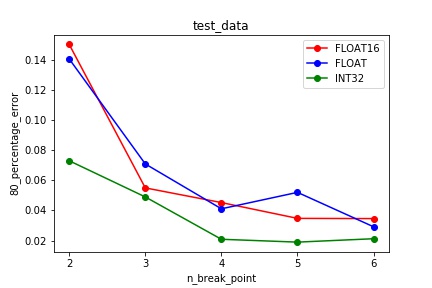 test_data
FLOAT16
FLOAT
INT32
80_percentage_error
0.14
0.12
0.10
0.08
0.06
0.04
0.02
2 3 4 5 6
n_break_point